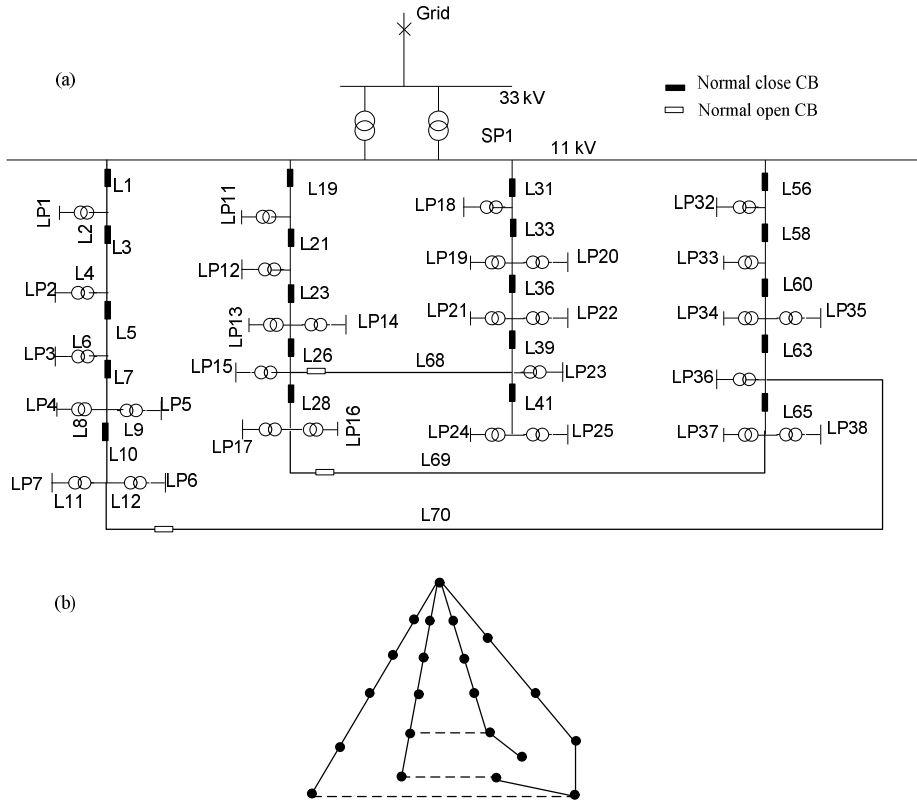 Grid
(a)
33 kV
Normal close CB
Normal open CB
SP1
11 kV
L1
LP1
L2
L3
L4
LP2
L5
LP3
L6
L7
LP4
LP5
L8
L9
L10
LP7
LP6
L11
L12
L19
LP11
L21
LP12
L23
LP13
LP14
L26
LP15
L28
LP16
LP17
L31
LP18
L33
LP19
LP20
L36
LP21
LP22
L39
LP23
L41
LP24
LP25
L56
LP32
L58
LP33
L60
LP34
LP35
L63
LP36
L65
LP37
LP38
L68
L69
L70
(b)